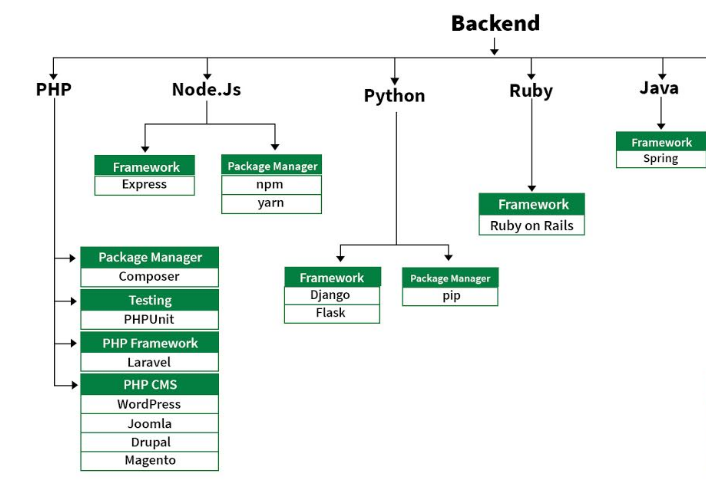 Backend
PHP
Node.Js
Python
Ruby
Java
Framework
Express
Package Manager
npm
yarn
Framework
Spring
Framework
Ruby on Rails
Package Manager
Composer
Testing
PHPUnit
PHP Framework
Laravel
PHP CMS
WordPress
Joomla
Drupal
Magento
Framework
Django
Flask
Package Manager
pip